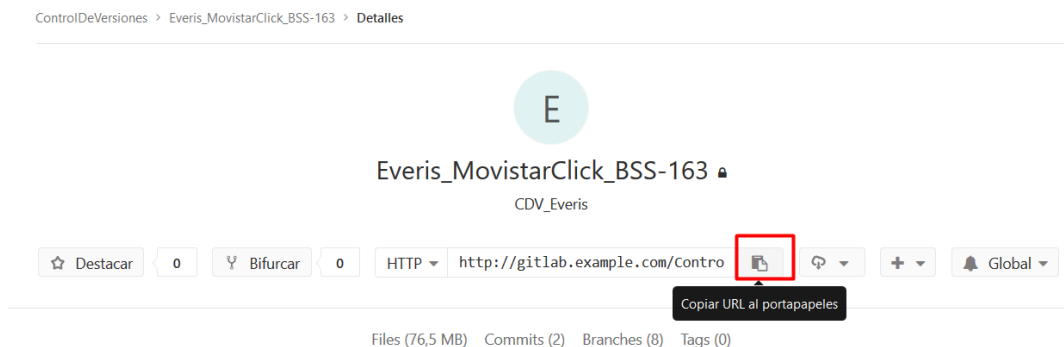 ControlDeVersiones > Everis_MovistarClick_BSS-163 > Detalles
E
Everis_MovistarClick_BSS-163
CDV_Everis
Destacar 0 Bifurcar 0 HTTP http://gitlab.example.com/Contro Global
Copiar URL al portapapeles
Files (76,5 MB) Commits (2) Branches (8) Tags (0)